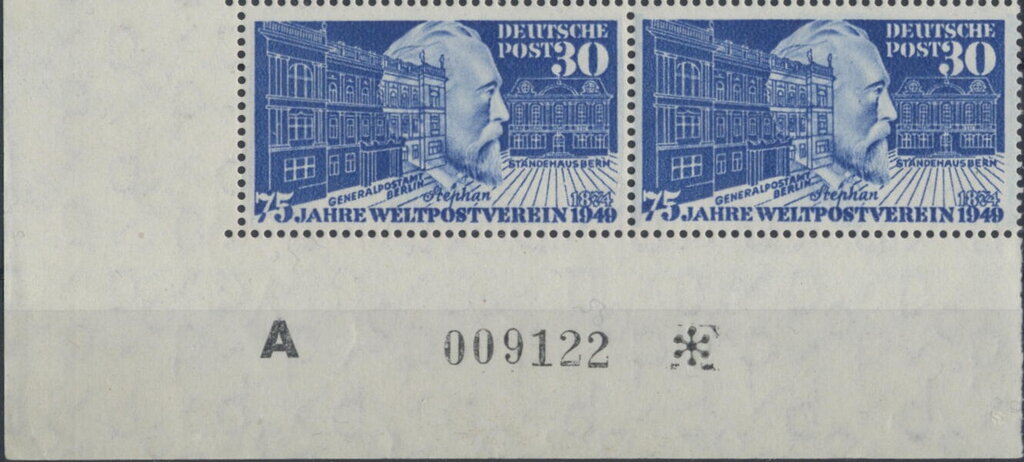 DEUTSCHE
POST 30
STÄNDEHAUS BERN
GENERALPOSTAMT
BERLIN
Stephan
1874
75 JAHRE WELTPOSTVEREIN 1949
DEUTSCHE
POST 30
STÄNDEHAUS BERN
GENERALPOSTAMT
BERLIN
Stephan
1874
75 JAHRE WELTPOSTVEREIN 1949
A 009122 *